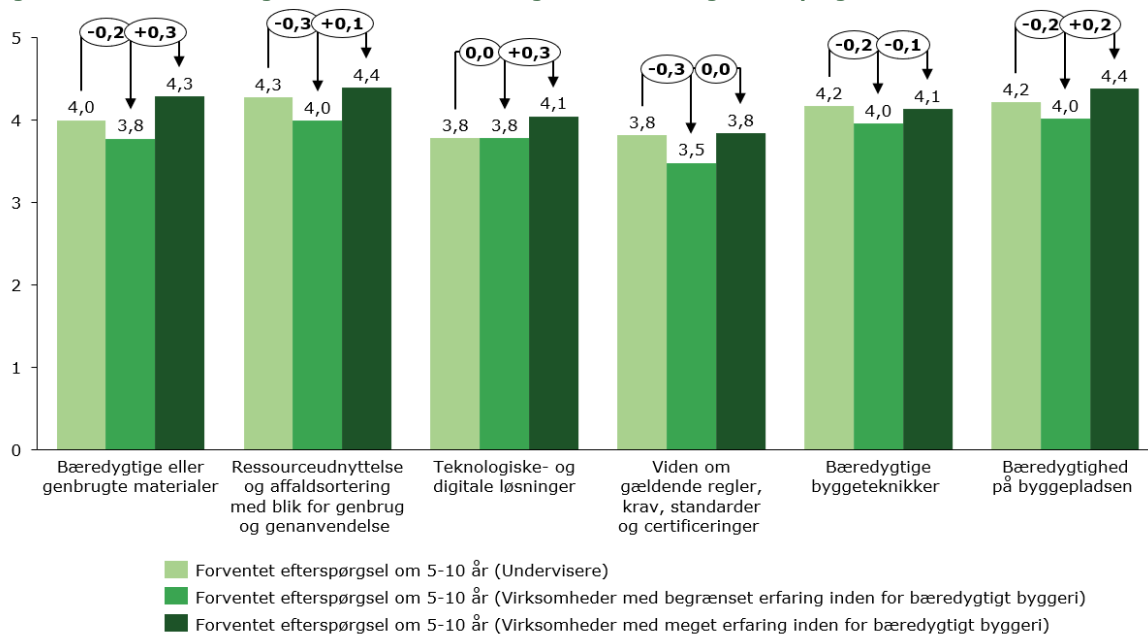 -0,2 +0,3
-0,3 +0,1
0,0 +0,3
-0,3 0,0
-0,2 -0,1
-0,2 +0,2
5
4
3
2
1
0
4,0 3,8 4,3
4,3 4,0 4,4
3,8 3,8 4,1
3,8 3,5 3,8
4,2 4,0 4,1
4,2 4,0 4,4
Bæredygtige eller
genbrugte materialer
Ressourceudnyttelse
og affaldsortering
med blik for genbrug
og genanvendelse
Teknologiske- og
digitale løsninger
Viden om
gældende regler,
krav, standarder
og certificeringer
Bæredygtige
byggeteknikker
Bæredygtighed
på byggepladsen
Forventet efterspørgsel om 5-10 år (Undervisere)
Forventet efterspørgsel om 5-10 år (Virksomheder med begrænset erfaring inden for bæredygtigt byggeri)
Forventet efterspørgsel om 5-10 år (Virksomheder med meget erfaring inden for bæredygtigt byggeri)